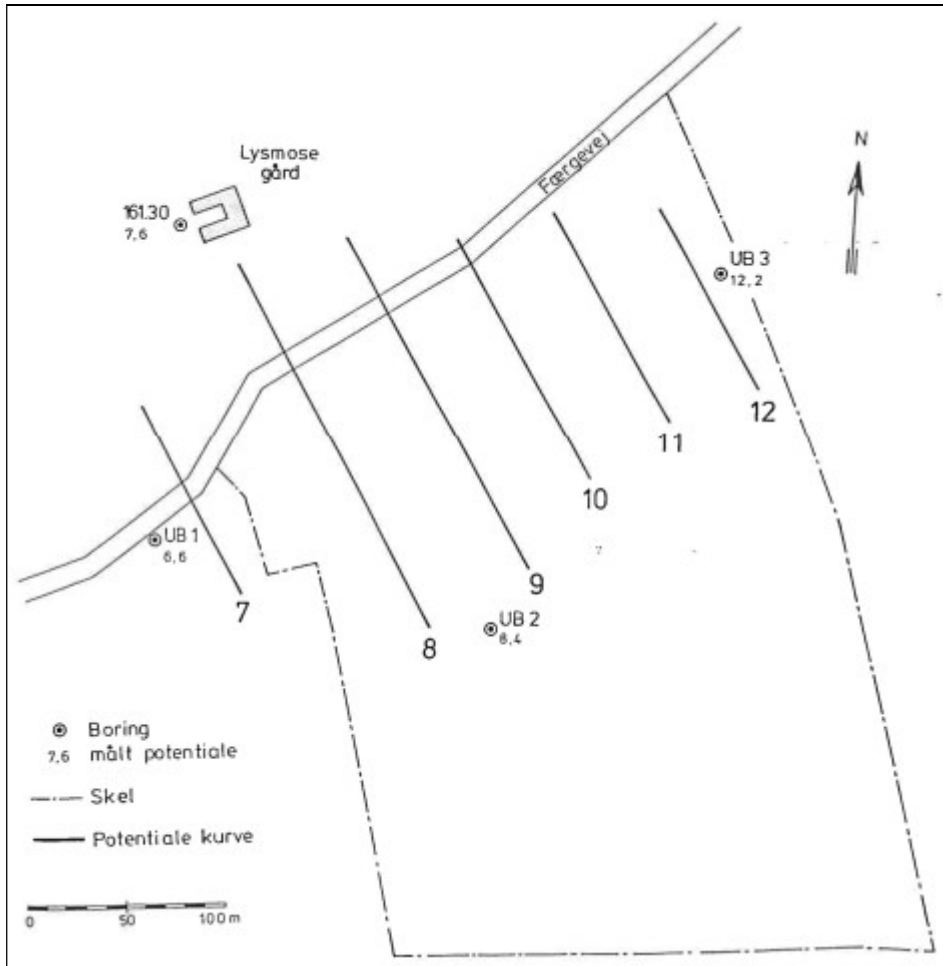 Lysmose
gård
161.30
7,6
Færgevej
N
UB 3
12,2
12
11
10
UB 1
6,6
7
9
UB 2
8,4
8
Boring
7,6 målt potentiale
Skel
Potentiale kurve
0 50 100 m